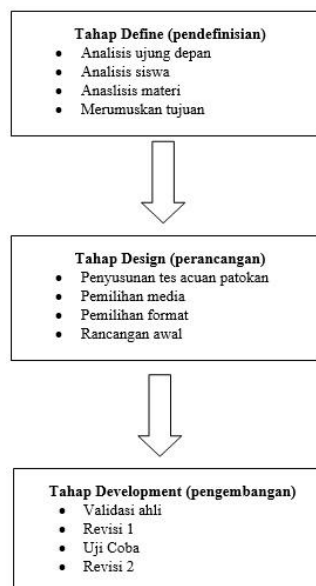 Tahap Define (pendefinisian)
• Analisis ujung depan
• Analisis siswa
• Anaslisis materi
• Merumuskan tujuan
Tahap Design (perancangan)
• Penyusunan tes acuan patokan
• Pemilihan media
• Pemilihan format
• Rancangan awal
Tahap Development (pengembangan)
• Validasi ahli
• Revisi 1
• Uji Coba
• Revisi 2